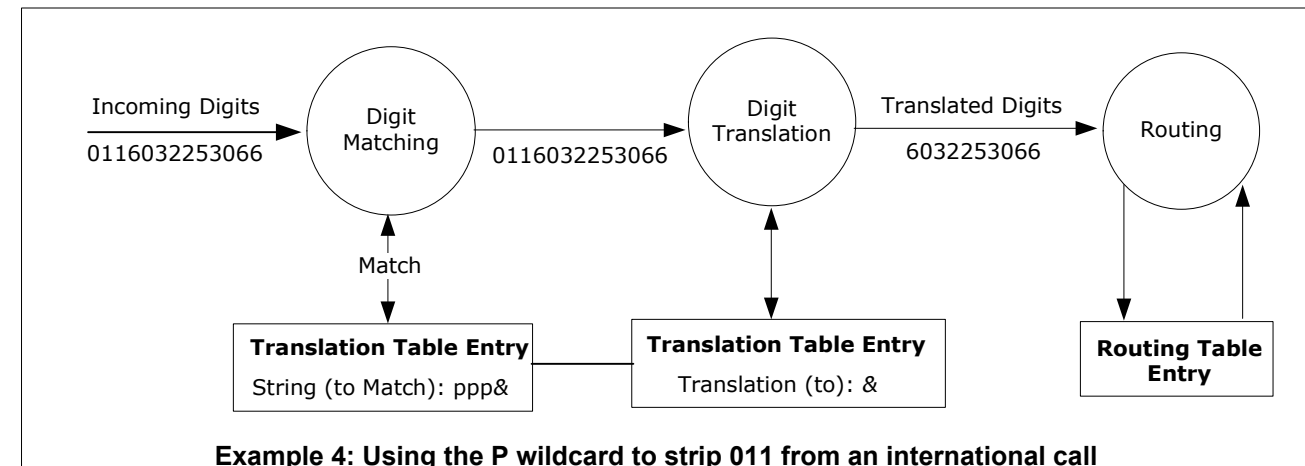 Incoming Digits
0116032253066
Digit
Matching
0116032253066
Digit
Translation
Translated Digits
6032253066
Routing
Match
Translation Table Entry
String (to Match): ppp&
Translation Table Entry
Translation (to): &
Routing Table
Entry
Example 4: Using the P wildcard to strip 011 from an international call